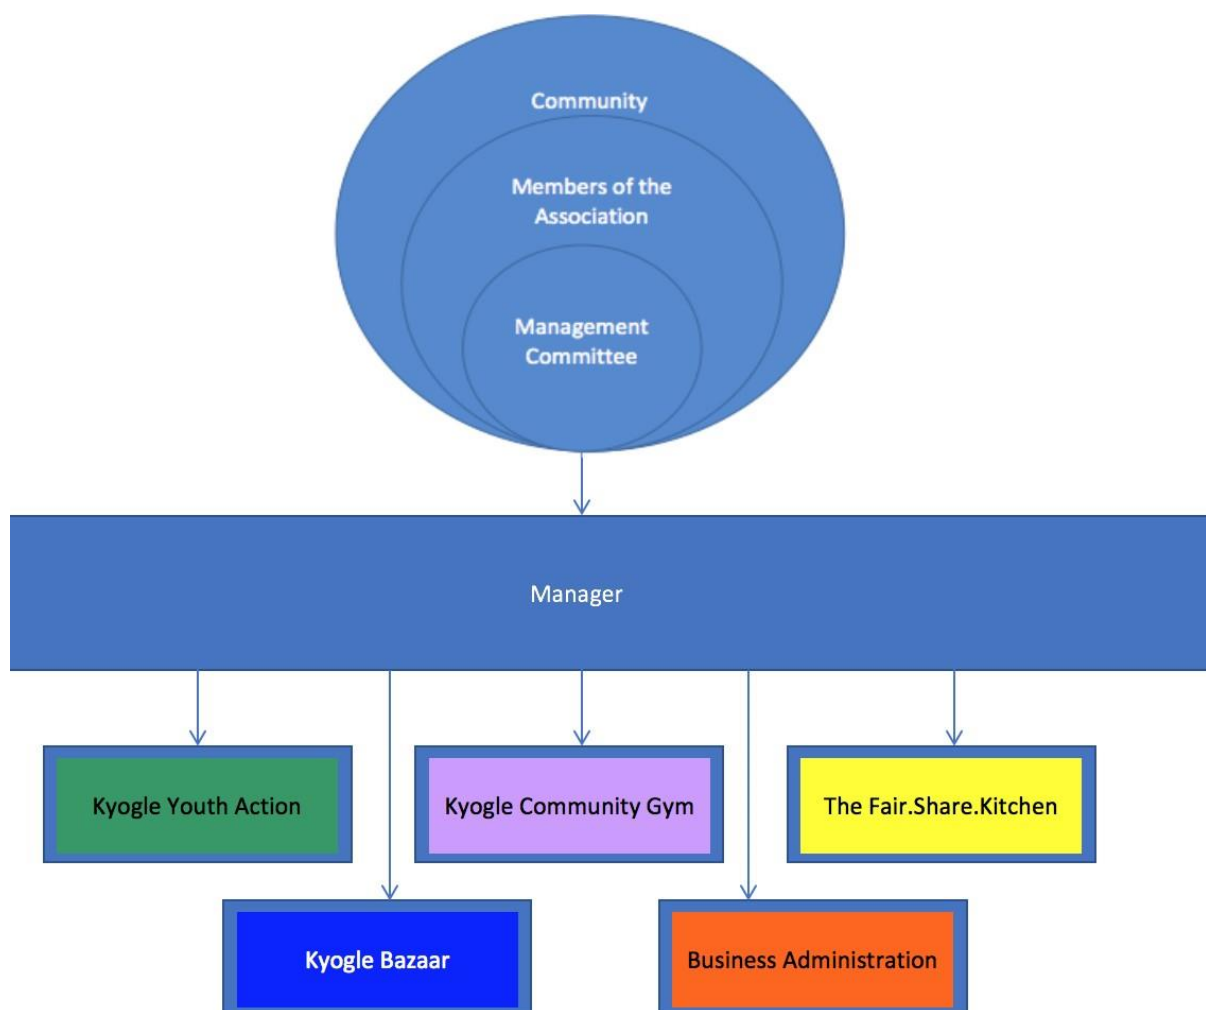 Community
Members of the
Association
Management
Committee
Manager
Kyogle Youth Action
Kyogle Community Gym
The Fair.Share.Kitchen
Kyogle Bazaar
Business Administration